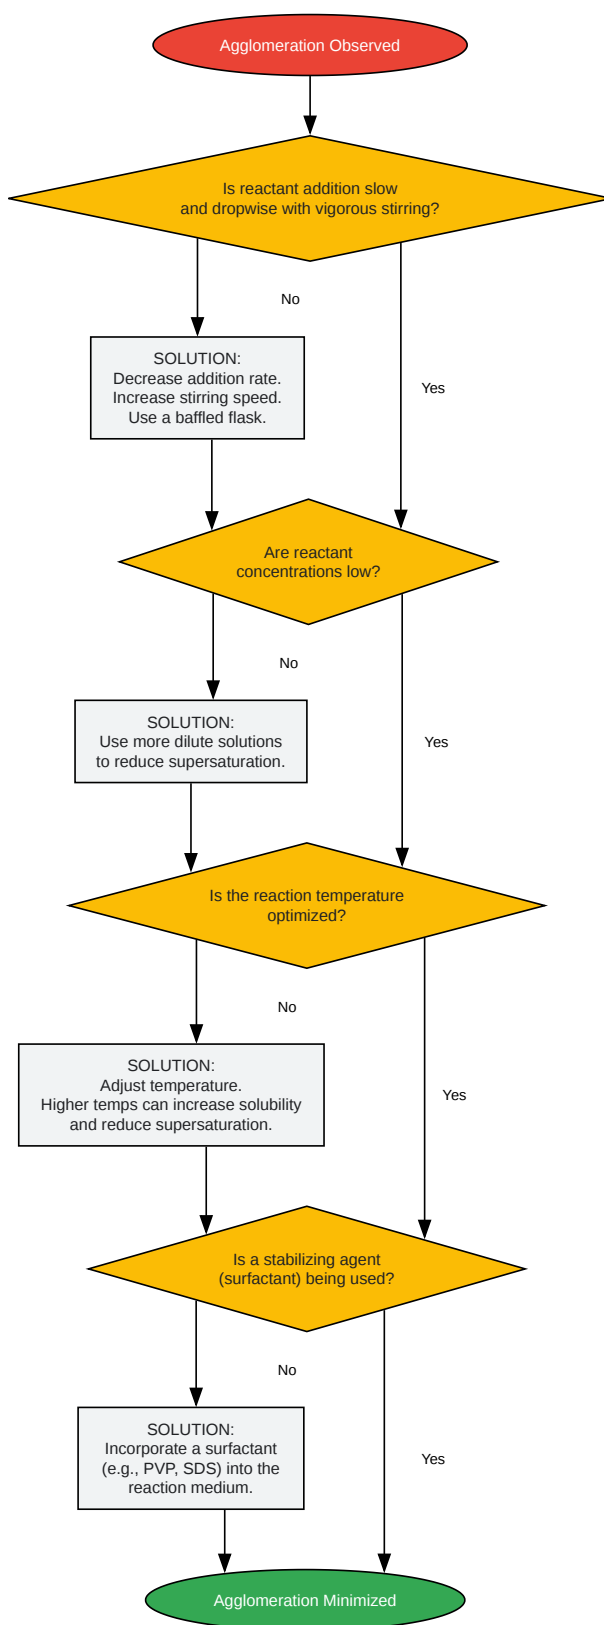 Agglomeration Observed
Is reactant addition slow
and dropwise with vigorous stirring?
No
SOLUTION:
Decrease addition rate.
Increase stirring speed.
Use a baffled flask.
Yes
Are reactant
concentrations low?
No
SOLUTION:
Use more dilute solutions
to reduce supersaturation.
Yes
Is the reaction temperature
optimized?
No
SOLUTION:
Adjust temperature.
Higher temps can increase solubility
and reduce supersaturation.
Yes
Is a stabilizing agent
(surfactant) being used?
No
SOLUTION:
Incorporate a surfactant
(e.g., PVP, SDS) into the
reaction medium.
Yes
Agglomeration Minimized